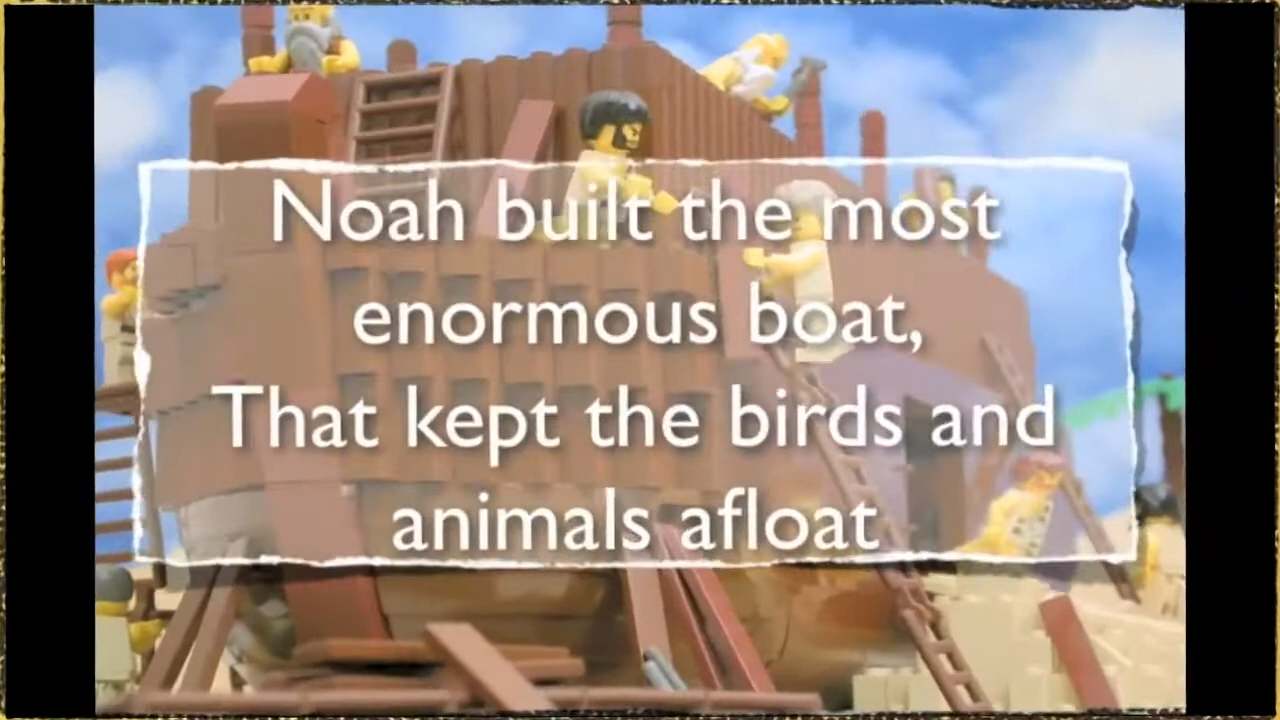 Noah built the most
enormous boat,
That kept the birds and
animals afloat